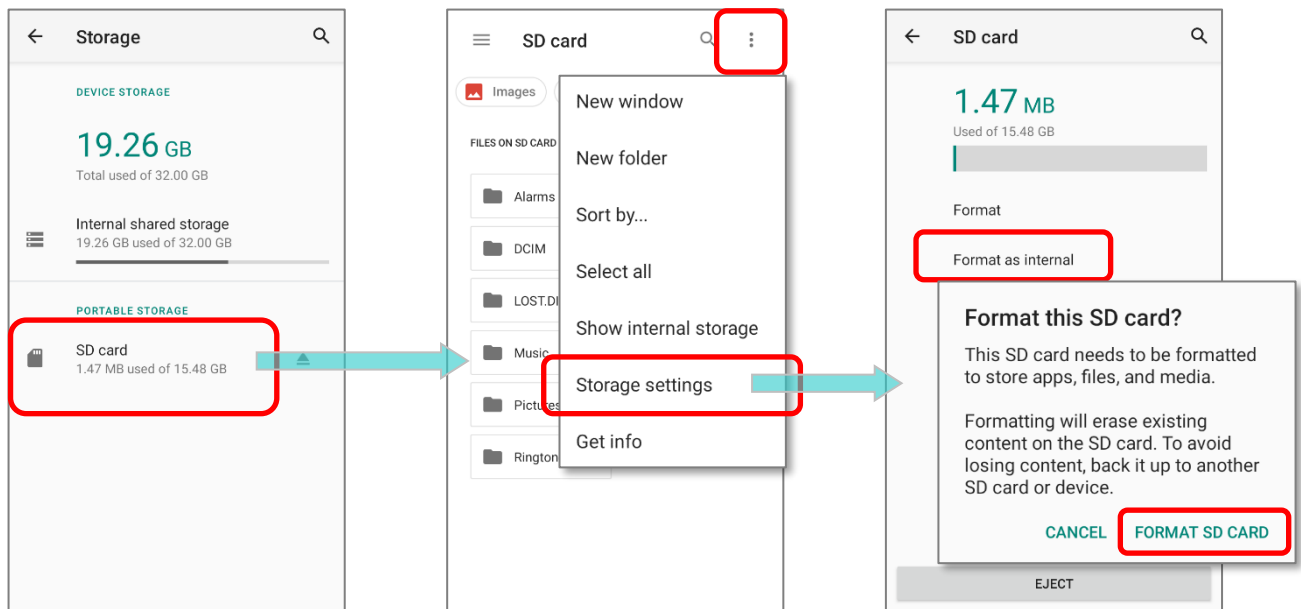 Storage
DEVICE STORAGE
19.26 GB
Total used of 32.00 GB
Internal shared storage
19.26 GB used of 32.00 GB
PORTABLE STORAGE
SD card
1.47 MB used of 15.48 GB
SD card
Images
FILES ON SD CARD
Alarms
DCIM
LOST.DI
Music
Pictures
Rington
New window
New folder
Sort by...
Select all
Show internal storage
Storage settings
Get info
SD card
1.47 MB
Used of 15.48 GB
Format
Format as internal
Format this SD card?
This SD card needs to be formatted
to store apps, files, and media.
Formatting will erase existing
content on the SD card. To avoid
losing content, back it up to another
SD card or device.
CANCEL
FORMAT SD CARD
EJECT